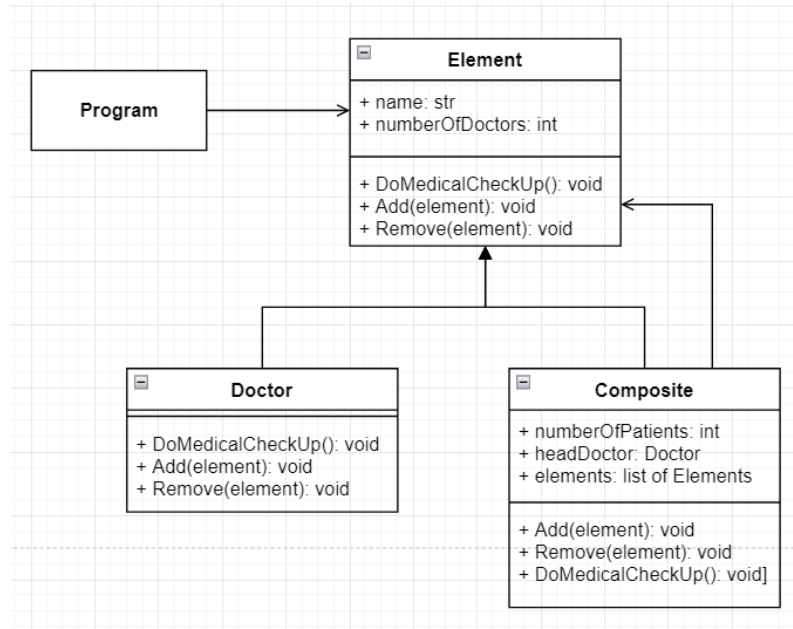 Program
Element
+ name: str
+ numberOfDoctors: int
+ DoMedicalCheckUp(): void
+ Add(element): void
+ Remove(element): void
Doctor
+ DoMedicalCheckUp(): void
+ Add(element): void
+ Remove(element): void
Composite
+ numberOfPatients: int
+ headDoctor: Doctor
+ elements: list of Elements
+ Add(element): void
+ Remove(element): void
+ DoMedicalCheckUp(): void]